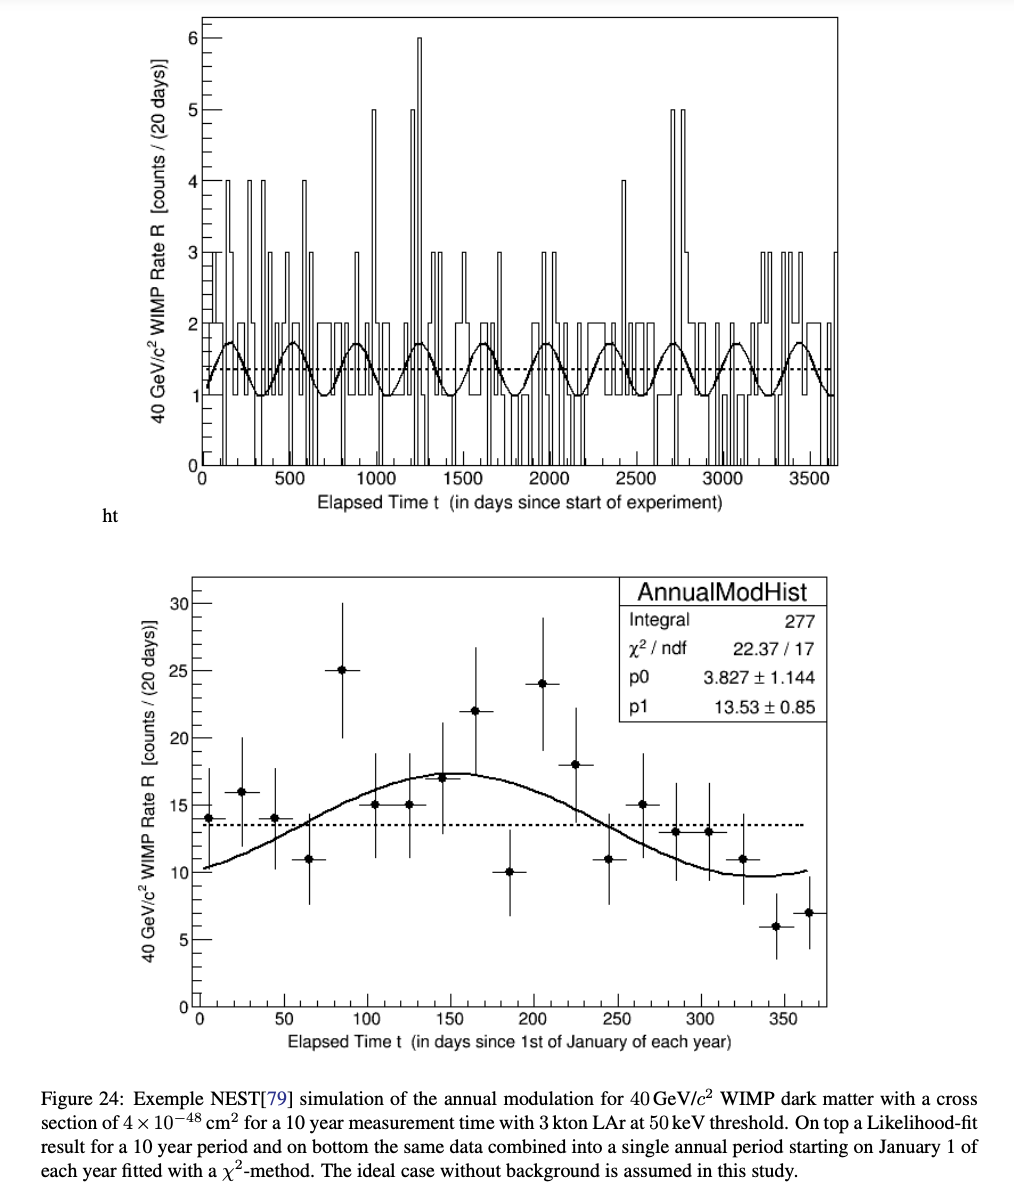 40 GeV/c² WIMP Rate R [counts / (20 days)]
6
5
4
3
2
1
0
0 500 1000 1500 2000 2500 3000 3500
Elapsed Time t (in days since start of experiment)
ht
40 GeV/c² WIMP Rate R [counts / (20 days)]
30
25
20
15
10
5
0
AnnualModHist
Integral 277
χ² / ndf 22.37 / 17
p0 3.827 ± 1.144
p1 13.53 ± 0.85
0 50 100 150 200 250 300 350
Elapsed Time t (in days since 1st of January of each year)
Figure 24: Exemple NEST[79] simulation of the annual modulation for 40 GeV/c² WIMP dark matter with a cross
section of 4 × 10⁻⁴⁸ cm² for a 10 year measurement time with 3 kton LAr at 50 keV threshold. On top a Likelihood-fit
result for a 10 year period and on bottom the same data combined into a single annual period starting on January 1 of
each year fitted with a χ²-method. The ideal case without background is assumed in this study.